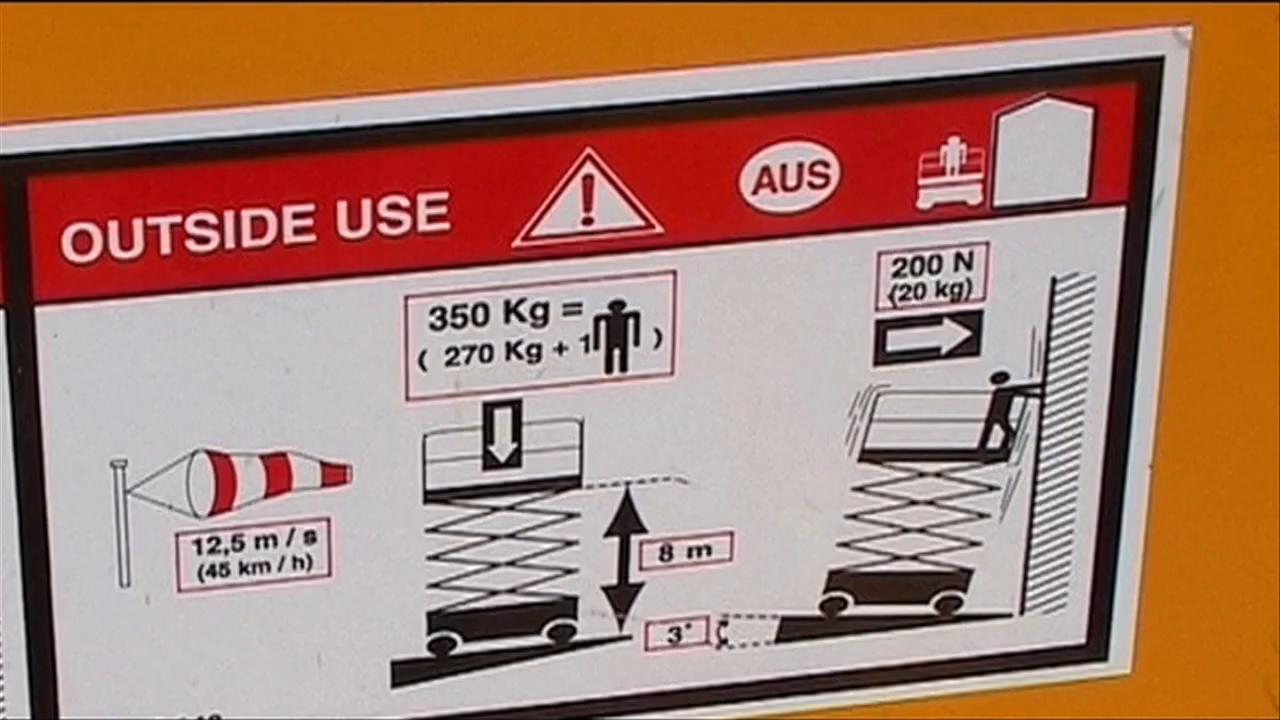 OUTSIDE USE
!
AUS
350 Kg =
( 270 Kg + 1 )
200 N
(20 kg)
12,5 m / s
(45 km / h)
8 m
3°